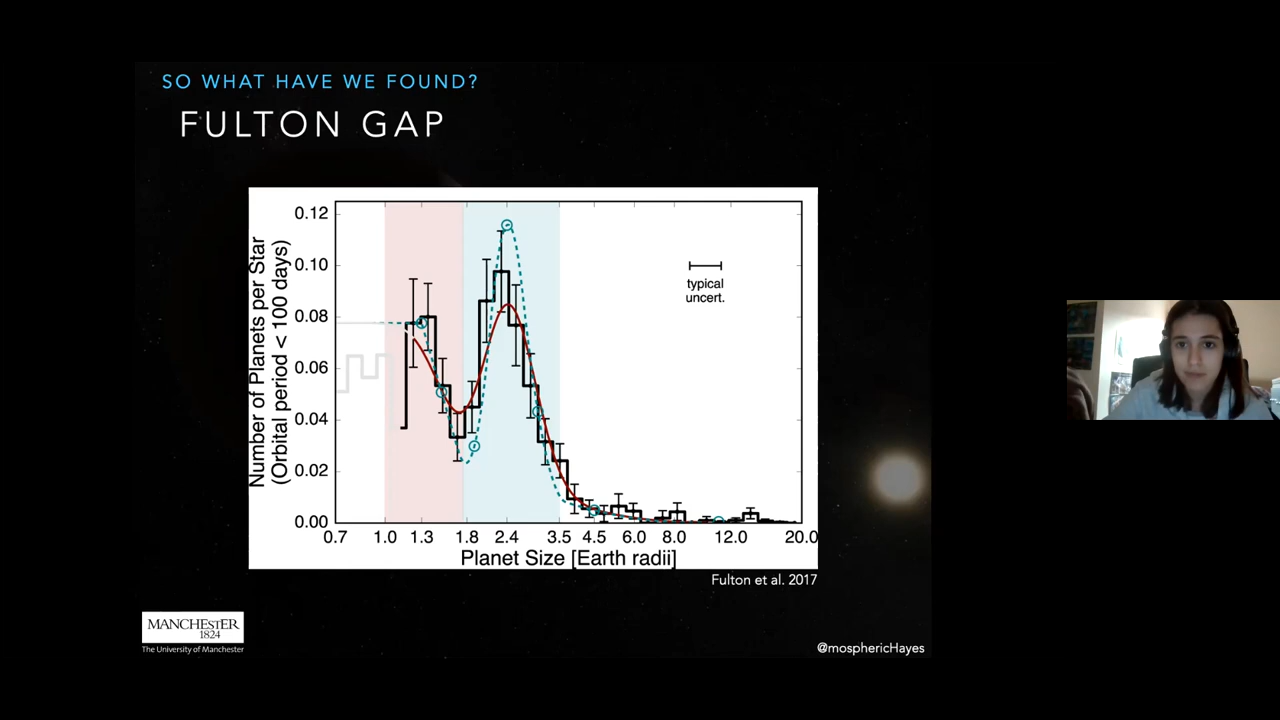 SO WHAT HAVE WE FOUND?
FULTON GAP
Number of Planets per Star
(Orbital period < 100 days)
0.12
0.10
0.08
0.06
0.04
0.02
0.00
typical
uncert.
0.7 1.0 1.3 1.8 2.4 3.5 4.5 6.0 8.0 12.0 20.0
Planet Size [Earth radii]
Fulton et al. 2017
MANCHESTER
1824
The University of Manchester
@mosphericHayes